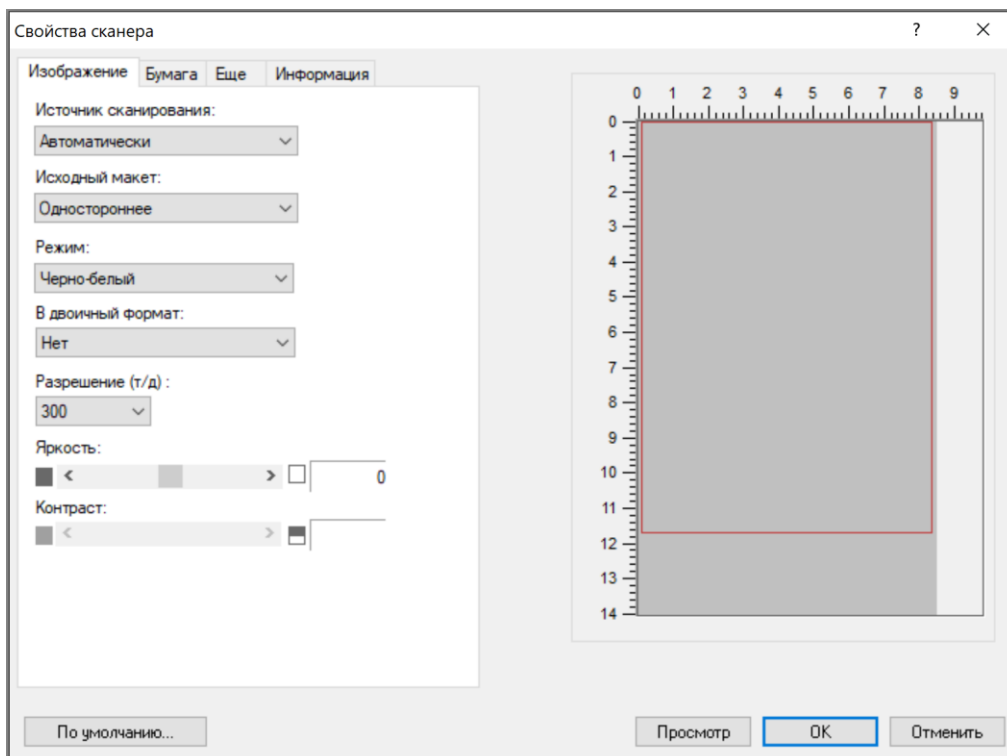 Свойства сканера ? ×
Изображение Бумага Еще Информация
Источник сканирования:
Автоматически
Исходный макет:
Одностороннее
Режим:
Черно-белый
В двоичный формат:
Нет
Разрешение (т/д) :
300
Яркость:
0
Контраст:
0 1 2 3 4 5 6 7 8 9
0
1
2
3
4
5
6
7
8
9
10
11
12
13
14
По умолчанию... Просмотр OK Отменить